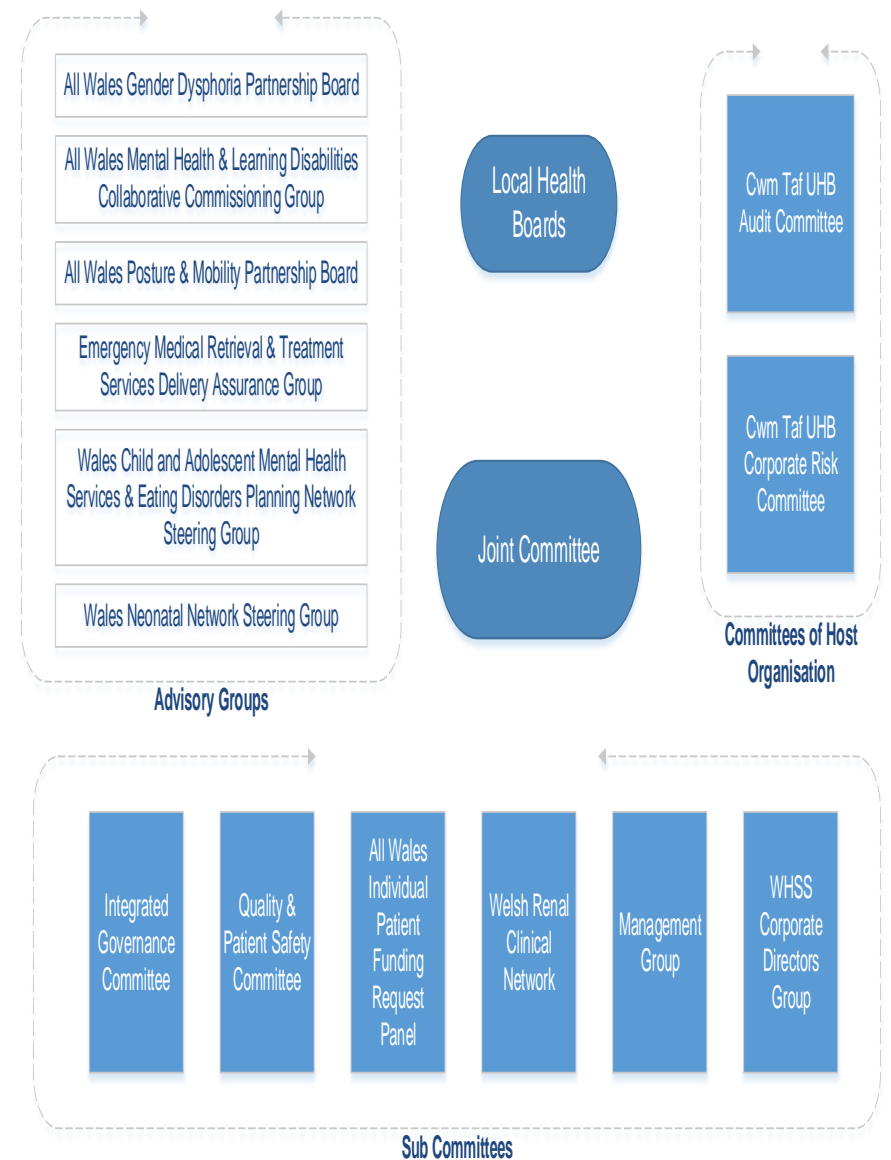 All Wales Gender Dysphoria Partnership Board
All Wales Mental Health & Learning Disabilities
Collaborative Commissioning Group
All Wales Posture & Mobility Partnership Board
Emergency Medical Retrieval & Treatment
Services Delivery Assurance Group
Wales Child and Adolescent Mental Health
Services & Eating Disorders Planning Network
Steering Group
Wales Neonatal Network Steering Group
Advisory Groups
Local Health
Boards
Joint Committee
Cwm Taf UHB
Audit Committee
Cwm Taf UHB
Corporate Risk
Committee
Committees of Host
Organisation
Integrated
Governance
Committee
Quality &
Patient Safety
Committee
All Wales
Individual
Patient
Funding
Request
Panel
Welsh Renal
Clinical
Network
Management
Group
WHSS
Corporate
Directors
Group
Sub Committees